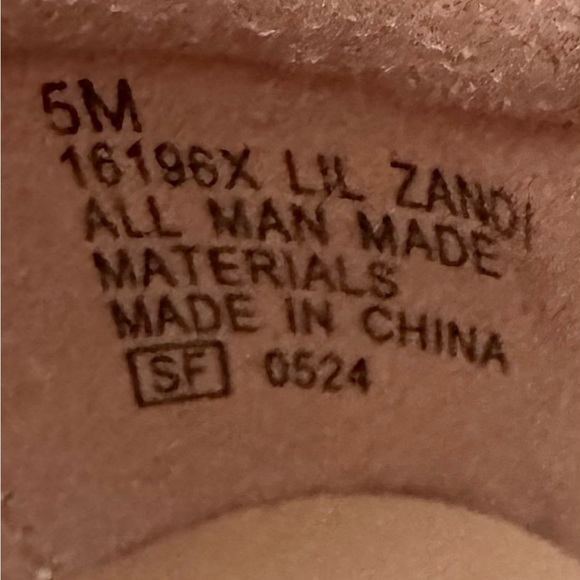 5M
16196X LIL ZANDI
ALL MAN MADE
MATERIALS
MADE IN CHINA
SF 0524